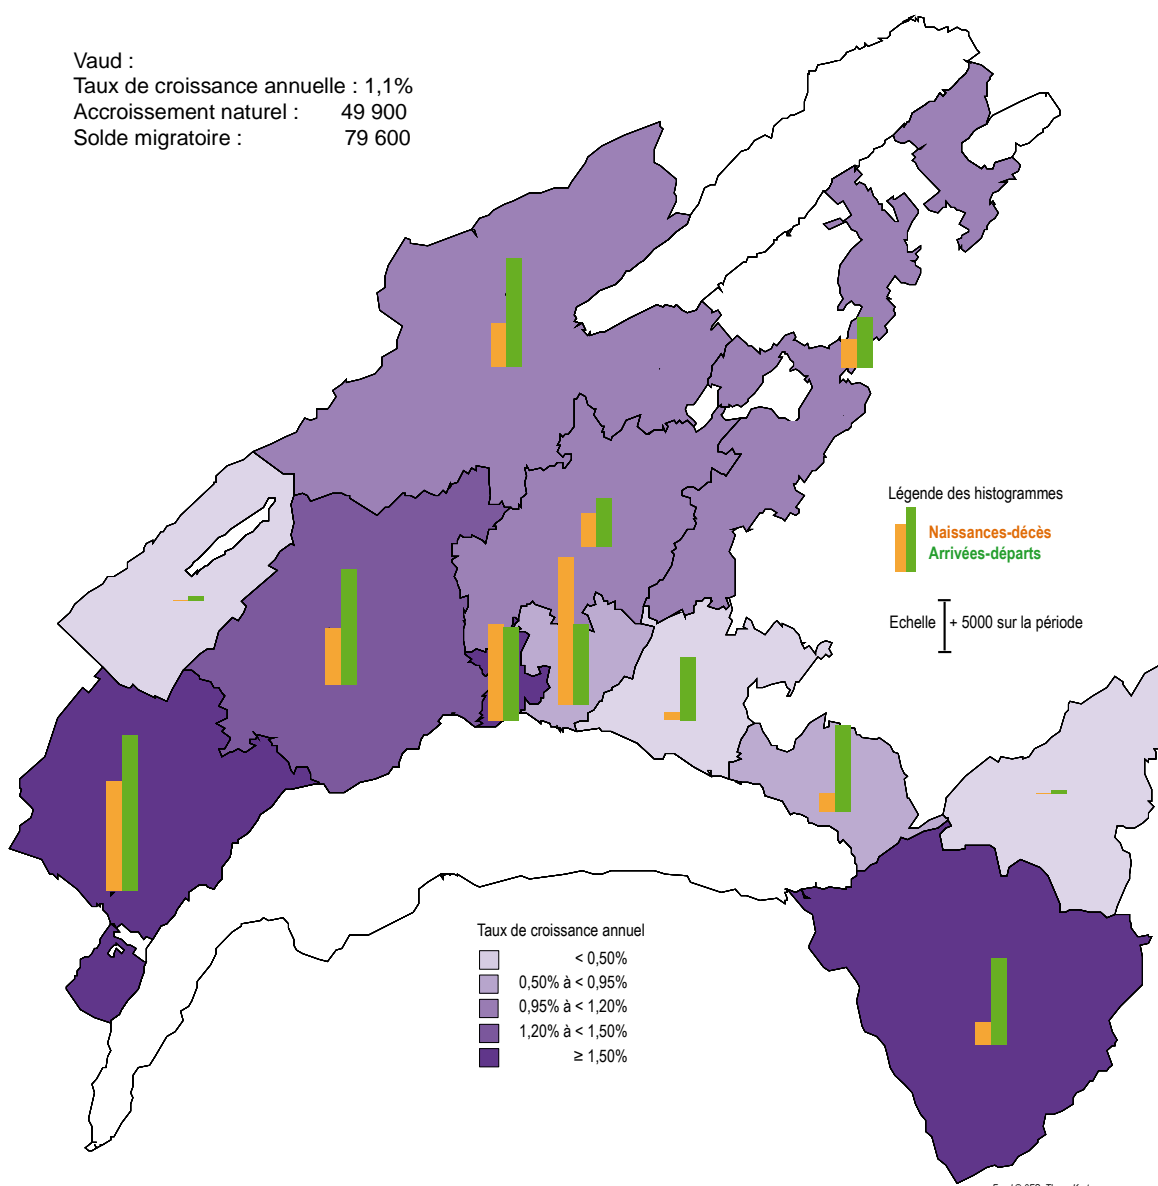 Vaud :
Taux de croissance annuelle : 1,1%
Accroissement naturel : 49 900
Solde migratoire : 79 600
Légende des histogrammes
Naissances-décès
Arrivées-départs
Echelle + 5000 sur la période
Taux de croissance annuel
< 0,50%
0,50% à < 0,95%
0,95% à < 1,20%
1,20% à < 1,50%
≥ 1,50%